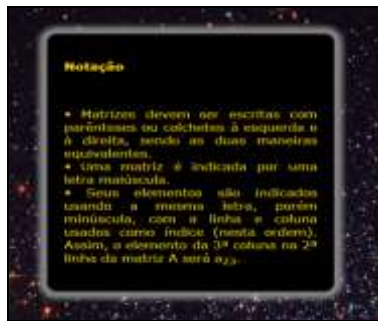 Notação
• Matrizes devem ser escritas com
parênteses ou colchetes à esquerda e
à direita, sendo as duas maneiras
equivalentes.
• Uma matriz é indicada por uma
letra maiúscula.
• Seus elementos são indicados
usando a mesma letra, porém
minúscula, com a linha e coluna
usados como índice (nesta ordem).
Assim, o elemento da 3ª coluna na 2ª
linha da matriz A será a₂₃.